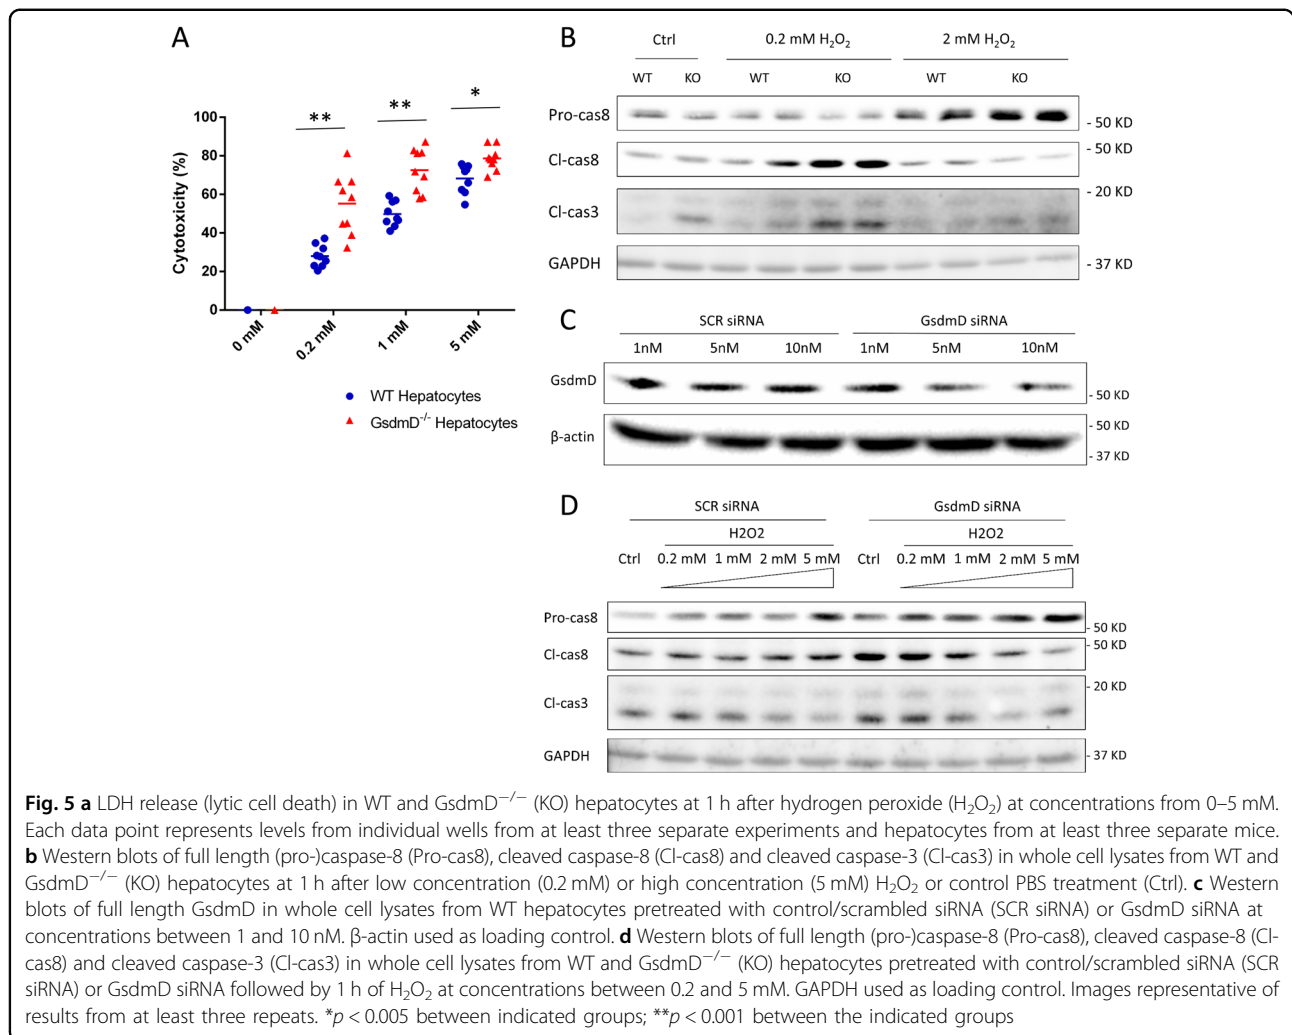 A
Cytotoxicity (%)
100
80
60
40
20
0
** ** *
0 mM 0.2 mM 1 mM 5 mM
WT Hepatocytes
GsdmD-/- Hepatocytes
B
Ctrl 0.2 mM H₂O₂ 2 mM H₂O₂
WT KO WT KO WT KO
Pro-cas8 - 50 KD
Cl-cas8 - 50 KD
Cl-cas3 - 20 KD
GAPDH - 37 KD
C
SCR siRNA GsdmD siRNA
1nM 5nM 10nM 1nM 5nM 10nM
GsdmD - 50 KD
β-actin - 50 KD
- 37 KD
D
SCR siRNA GsdmD siRNA
H2O2 H2O2
Ctrl 0.2 mM 1 mM 2 mM 5 mM Ctrl 0.2 mM 1 mM 2 mM 5 mM
Pro-cas8 - 50 KD
Cl-cas8 - 50 KD
Cl-cas3 - 20 KD
GAPDH - 37 KD
Fig. 5 a LDH release (lytic cell death) in WT and GsdmD−/− (KO) hepatocytes at 1 h after hydrogen peroxide (H₂O₂) at concentrations from 0–5 mM.
Each data point represents levels from individual wells from at least three separate experiments and hepatocytes from at least three separate mice.
b Western blots of full length (pro-)caspase-8 (Pro-cas8), cleaved caspase-8 (Cl-cas8) and cleaved caspase-3 (Cl-cas3) in whole cell lysates from WT and
GsdmD−/− (KO) hepatocytes at 1 h after low concentration (0.2 mM) or high concentration (5 mM) H₂O₂ or control PBS treatment (Ctrl). c Western
blots of full length GsdmD in whole cell lysates from WT hepatocytes pretreated with control/scrambled siRNA (SCR siRNA) or GsdmD siRNA at
concentrations between 1 and 10 nM. β-actin used as loading control. d Western blots of full length (pro-)caspase-8 (Pro-cas8), cleaved caspase-8 (Cl-
cas8) and cleaved caspase-3 (Cl-cas3) in whole cell lysates from WT and GsdmD−/− (KO) hepatocytes pretreated with control/scrambled siRNA (SCR
siRNA) or GsdmD siRNA followed by 1 h of H₂O₂ at concentrations between 0.2 and 5 mM. GAPDH used as loading control. Images representative of
results from at least three repeats. *p < 0.005 between indicated groups; **p < 0.001 between the indicated groups